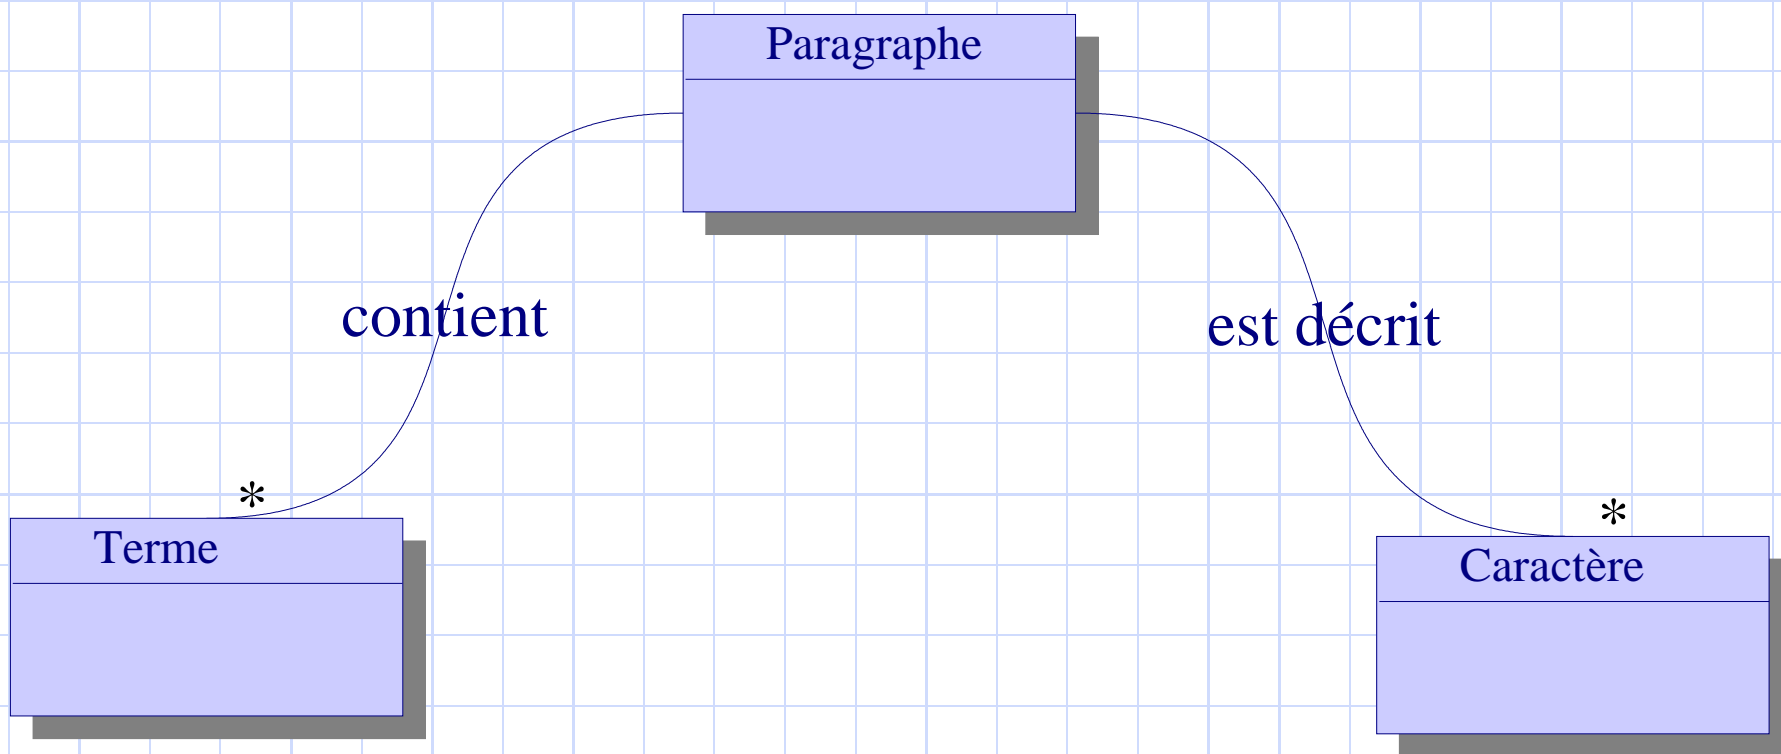 Paragraphe
contient
est décrit
*
*
Terme
Caractère